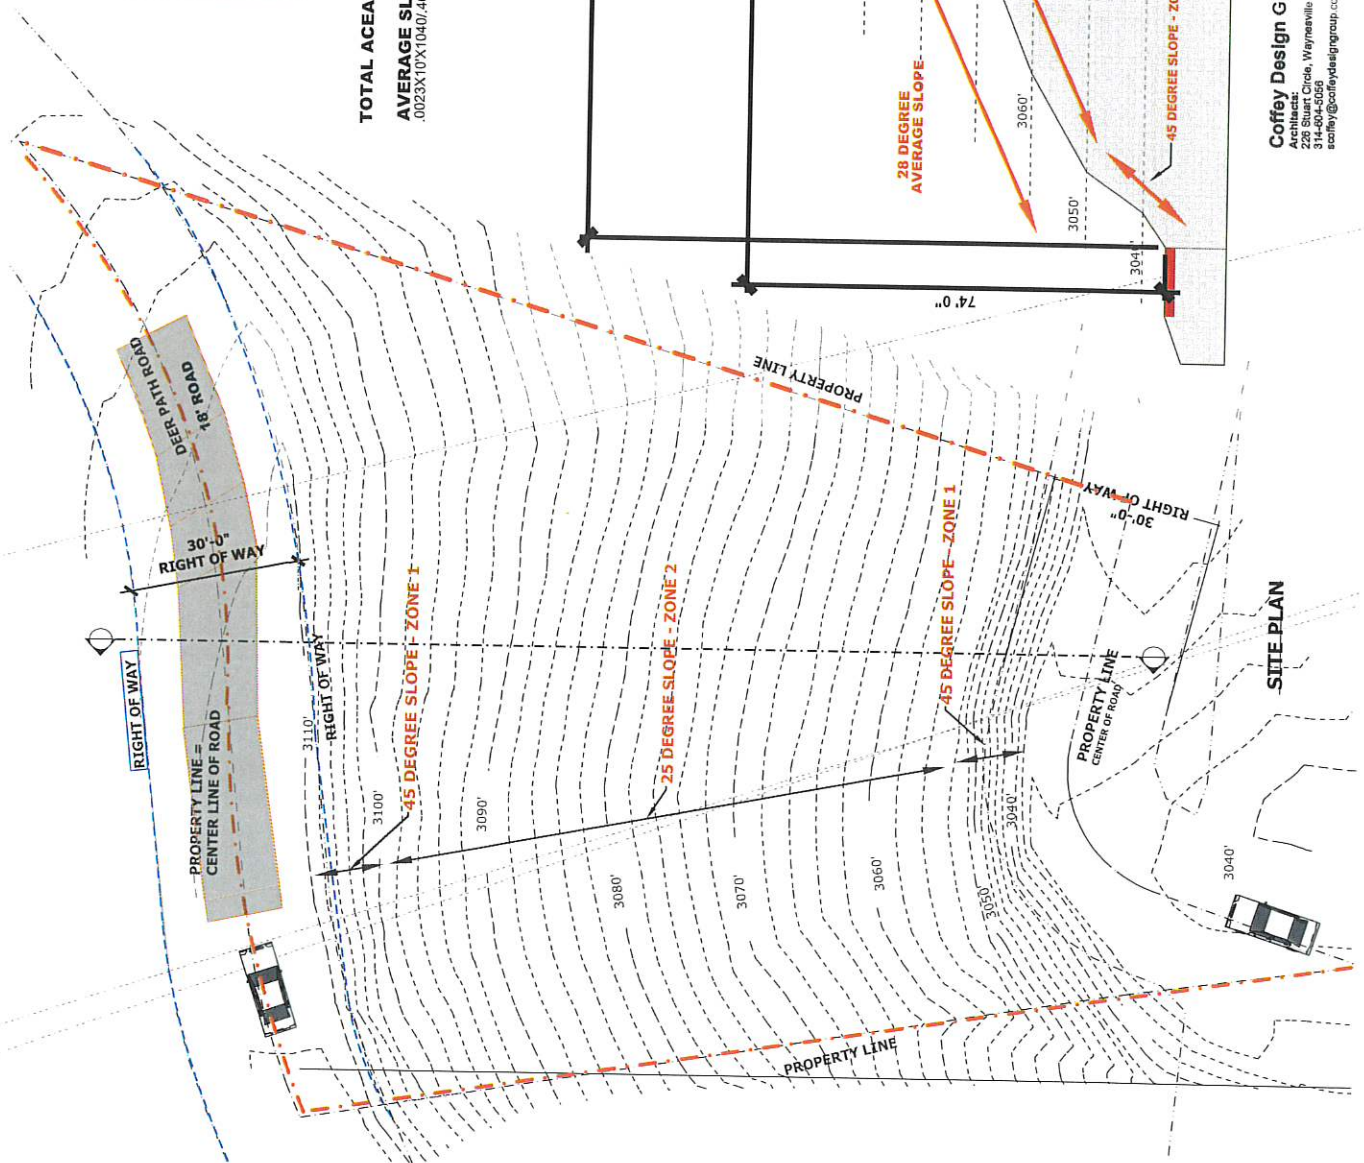 TOTAL ACEA
AVERAGE SL
.0023X10'X1040/.4
28 DEGREE
AVERAGE SLOPE
45 DEGREE SLOPE - ZO
3060'
3050'
304 '
74' 0"
Coffey Design G
Architects:
226 Stuart Circle, Waynesville
314-604-5056
scoffey@coffeydesigngroup.co
DEER PATH ROAD
18' ROAD
30'-0"
RIGHT OF WAY
RIGHT OF WAY
PROPERTY LINE =
CENTER LINE OF ROAD
3110'
RIGHT OF WAY
3100'
45 DEGREE SLOPE - ZONE 1
3090'
25 DEGREE SLOPE - ZONE 2
3080'
3070'
3060'
45 DEGREE SLOPE - ZONE 1
3050'
3040'
PROPERTY LINE
PROPERTY LINE
CENTER OF ROAD
30'-0"
RIGHT OF WAY
3040'
PROPERTY LINE
SITE PLAN